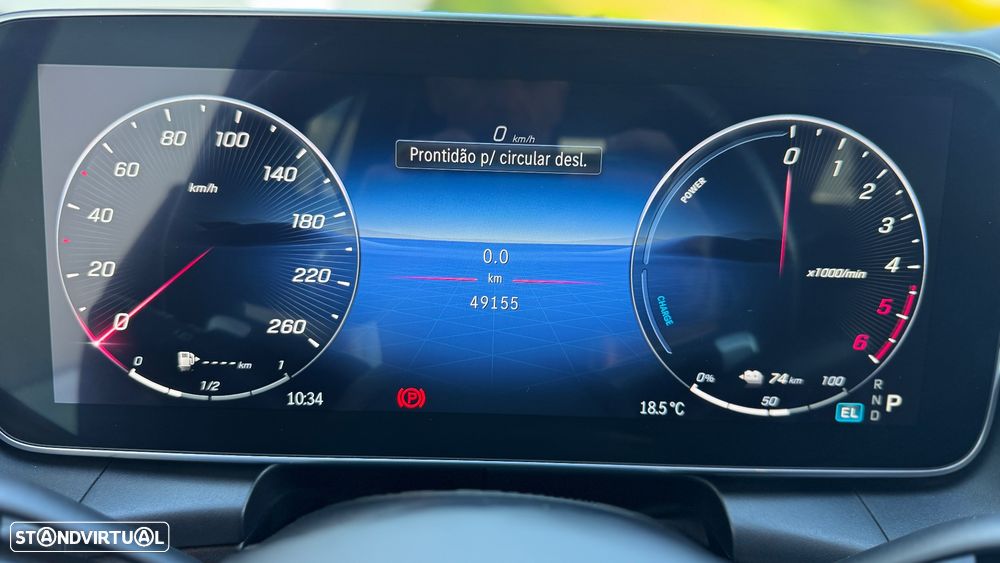 0 km/h
Prontidão p/ circular desl.
0.0
km
49155
km/h
0 20 40 60 80 100 140 180 220 260
0 1/2 1
---- km
10:34
P
18.5°C
POWER
CHARGE
0 1 2 3 4 5 6
x1000/min
0% 50 100
74 km
EL
R
N
D
P
STANDVIRTUAL